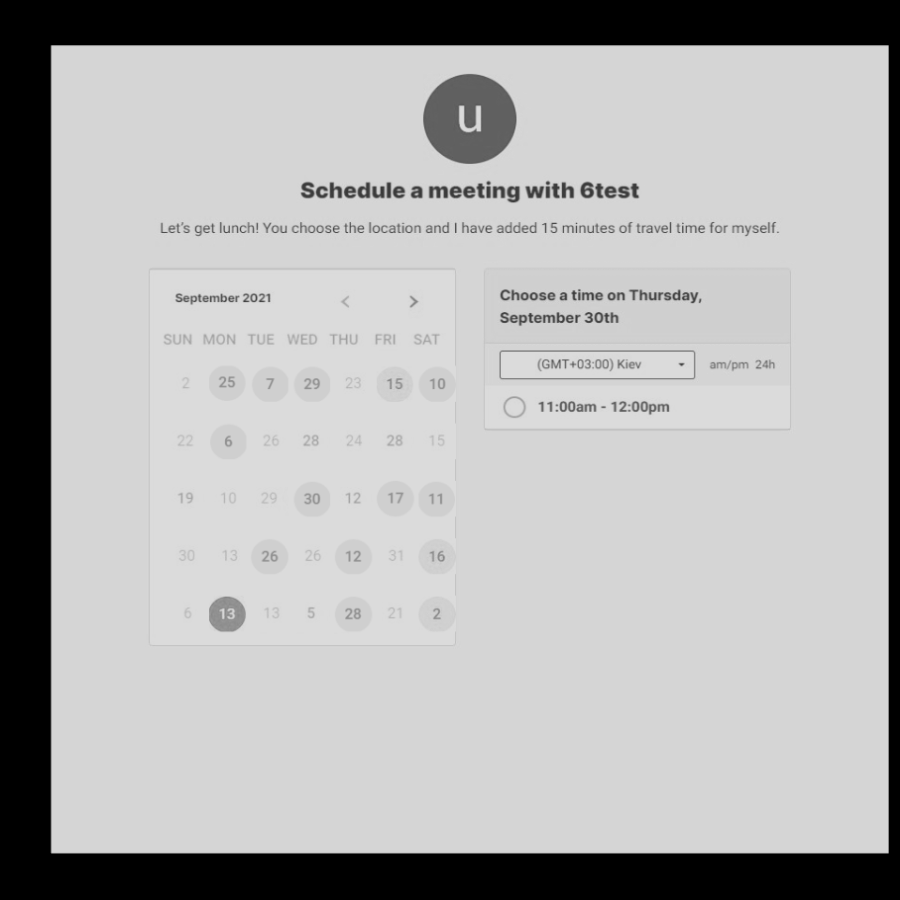 u
Schedule a meeting with 6test
Let's get lunch! You choose the location and I have added 15 minutes of travel time for myself.
September 2021
SUN MON TUE WED THU FRI SAT
2 25 7 29 23 15 10
22 6 26 28 24 28 15
19 10 29 30 12 17 11
30 13 26 26 12 31 16
6 13 13 5 28 21 2
Choose a time on Thursday,
September 30th
(GMT+03:00) Kiev am/pm 24h
11:00am - 12:00pm